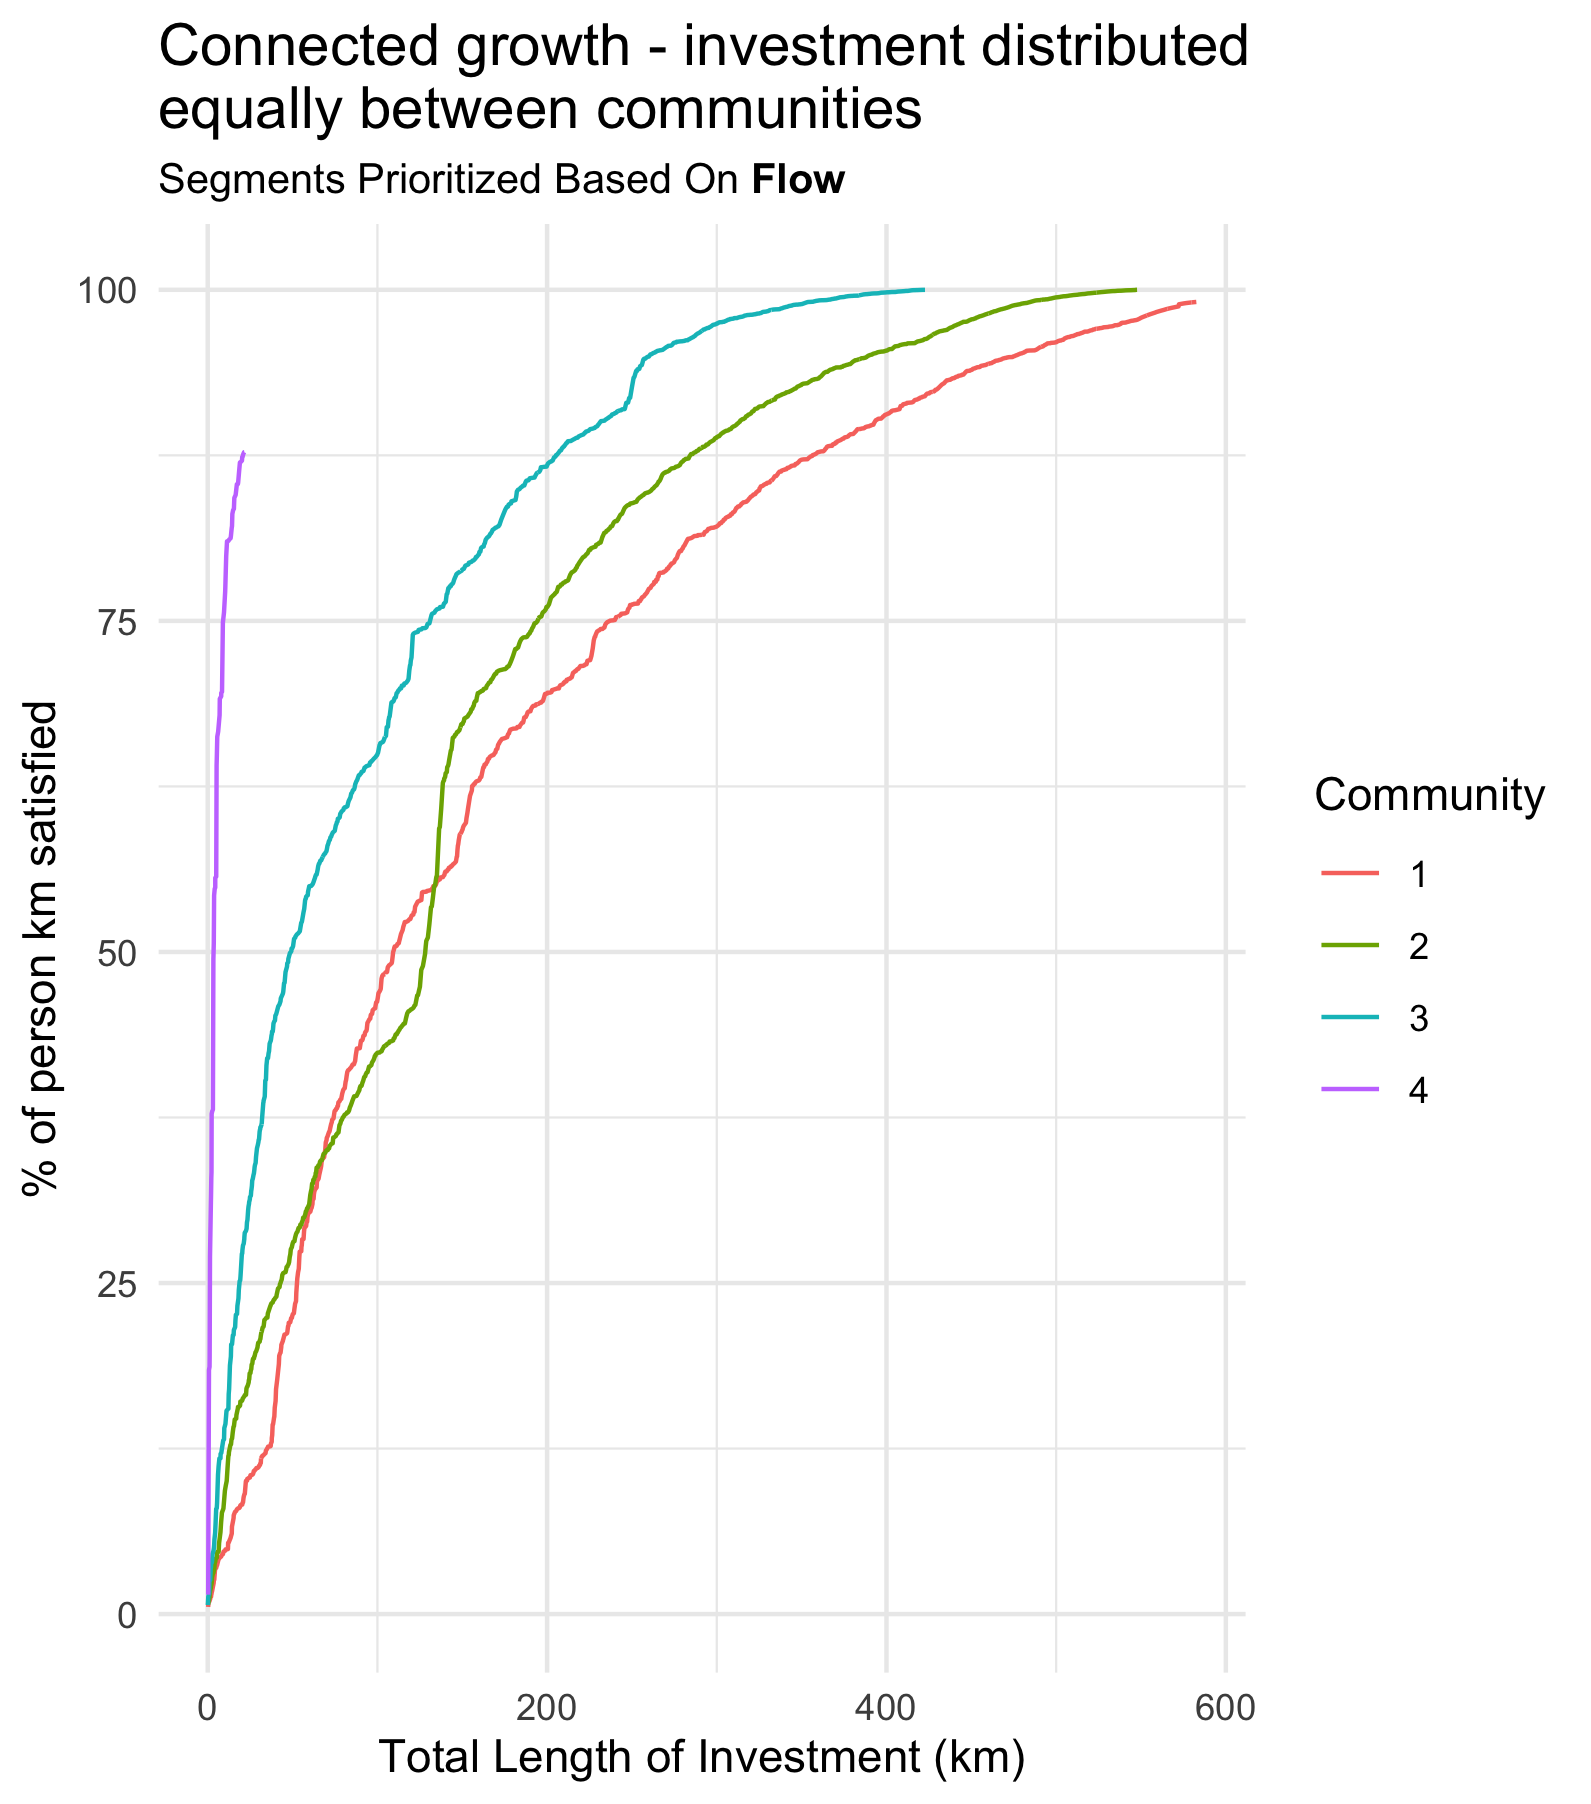 Connected growth - investment distributed
equally between communities
Segments Prioritized Based On Flow
100
75
50
25
0
% of person km satisfied
0 200 400 600
Total Length of Investment (km)
Community
1
2
3
4